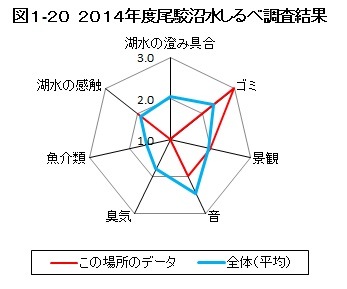 図1-20 2014年度尾駮沼水しるべ調査結果
湖水の澄み具合
3.0
湖水の感触
ゴミ
2.0
1.0
魚介類
景観
臭気
音
この場所のデータ
全体(平均)